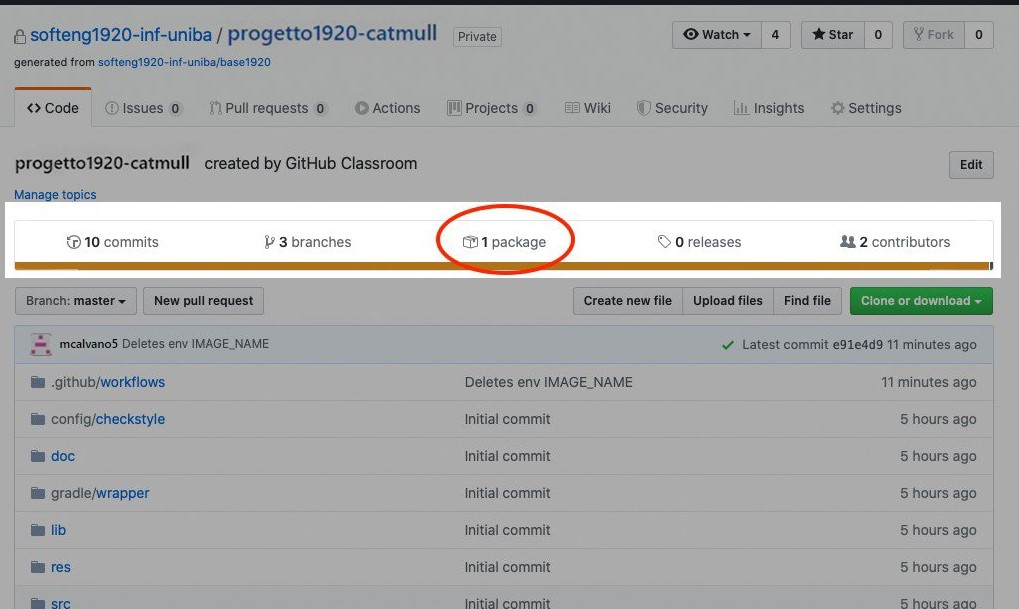 softeng1920-inf-uniba / progetto1920-catmull Private Watch 4 Star 0 Fork 0
generated from softeng1920-inf-uniba/base1920
Code Issues 0 Pull requests 0 Actions Projects 0 Wiki Security Insights Settings
progetto1920-catmull created by GitHub Classroom Edit
Manage topics
10 commits 3 branches 1 package 0 releases 2 contributors
Branch: master New pull request Create new file Upload files Find file Clone or download
mcalvano5 Deletes env IMAGE_NAME Latest commit e91e4d9 11 minutes ago
.github/workflows Deletes env IMAGE_NAME 11 minutes ago
config/checkstyle Initial commit 5 hours ago
doc Initial commit 5 hours ago
gradle/wrapper Initial commit 5 hours ago
lib Initial commit 5 hours ago
res Initial commit 5 hours ago
src Initial commit 5 hours ago